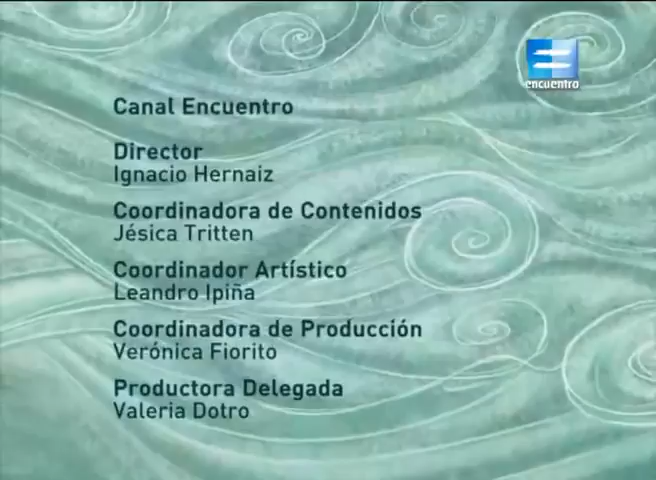 encuentro
Canal Encuentro
Director
Ignacio Hernaiz
Coordinadora de Contenidos
Jésica Tritten
Coordinador Artístico
Leandro Ipiña
Coordinadora de Producción
Verónica Fiorito
Productora Delegada
Valeria Dotro